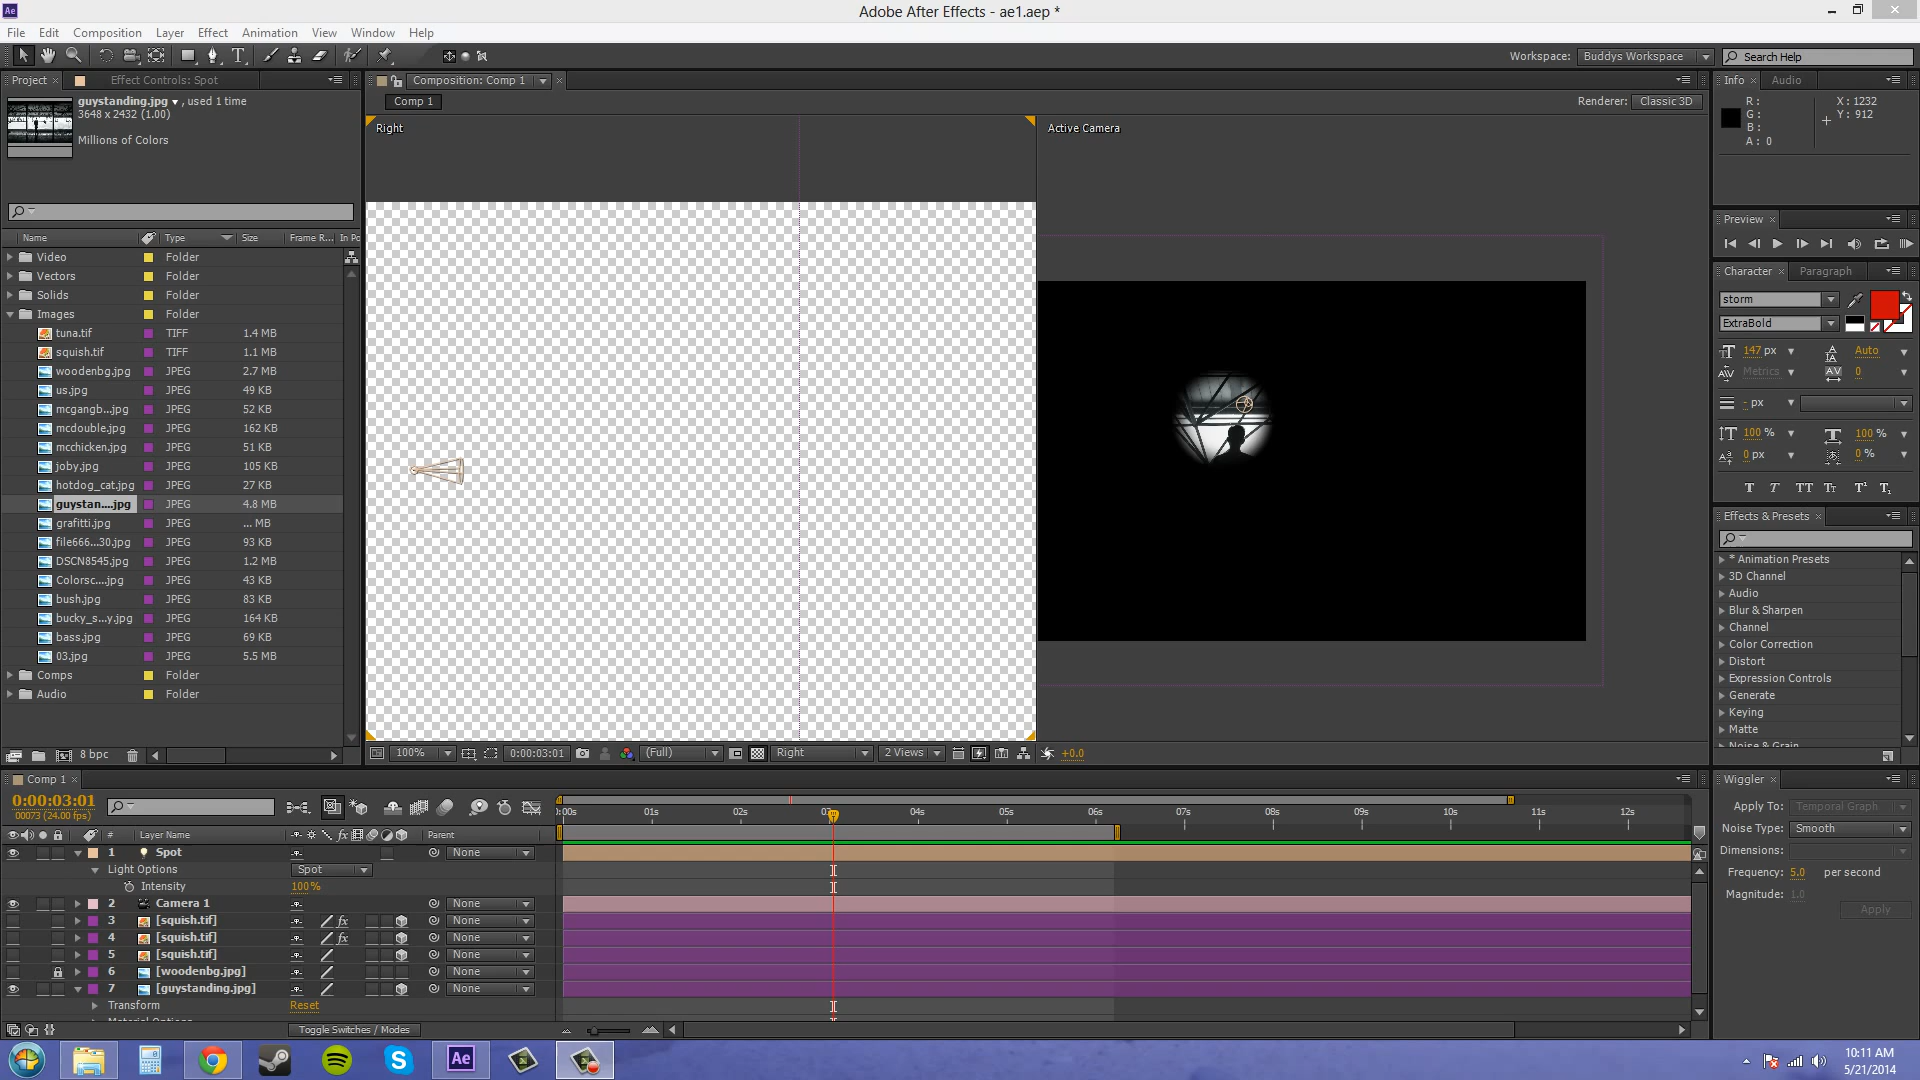 Ae
Adobe After Effects - ae1.aep *
File Edit Composition Layer Effect Animation View Window Help
Workspace: Buddys Workspace Search Help
Project × Effect Controls: Spot
guystanding.jpg ▼, used 1 time
3648 x 2432 (1.00)
Millions of Colors
Name Type Size Frame R... In Po
Video Folder
Vectors Folder
Solids Folder
Images Folder
tuna.tif TIFF 1.4 MB
squish.tif TIFF 1.1 MB
woodenbg.jpg JPEG 2.7 MB
us.jpg JPEG 49 KB
mcgangb...jpg JPEG 52 KB
mcdouble.jpg JPEG 162 KB
mcchicken.jpg JPEG 51 KB
joby.jpg JPEG 105 KB
hotdog_cat.jpg JPEG 27 KB
guystan....jpg JPEG 4.8 MB
grafitti.jpg JPEG ... MB
file666...30.jpg JPEG 93 KB
DSCN8545.jpg JPEG 1.2 MB
Colorsc....jpg JPEG 43 KB
bush.jpg JPEG 83 KB
bucky_s...y.jpg JPEG 164 KB
bass.jpg JPEG 69 KB
03.jpg JPEG 5.5 MB
Comps Folder
Audio Folder
8 bpc
Composition: Comp 1 ×
Comp 1
Renderer: Classic 3D
Right
Active Camera
100% 0:00:03:01 (Full) Right 2 Views +0.0
Info × Audio
R :
G :
B :
A : 0
X : 1232
Y : 912
Preview ×
Character × Paragraph
storm
ExtraBold
147 px Auto
Metrics 0
- px
100 % 100 %
0 px 0 %
T T TT Tr T¹ T₁
Effects & Presets ×
* Animation Presets
3D Channel
Audio
Blur & Sharpen
Channel
Color Correction
Distort
Expression Controls
Generate
Keying
Matte
Noise & Grain
Comp 1 ×
0:00:03:01
00073 (24.00 fps)
# Layer Name fx Parent
:00s 01s 02s 03s 04s 05s 06s 07s 08s 09s 10s 11s 12s
1 Spot None
Light Options Spot
Intensity 100%
2 Camera 1 None
3 [squish.tif] fx None
4 [squish.tif] fx None
5 [squish.tif] None
6 [woodenbg.jpg] None
7 [guystanding.jpg] None
Transform Reset
Material Options
Toggle Switches / Modes
Wiggler ×
Apply To: Temporal Graph
Noise Type: Smooth
Dimensions:
Frequency: 5.0 per second
Magnitude: 1.0
Apply
S Ae
10:11 AM
5/21/2014